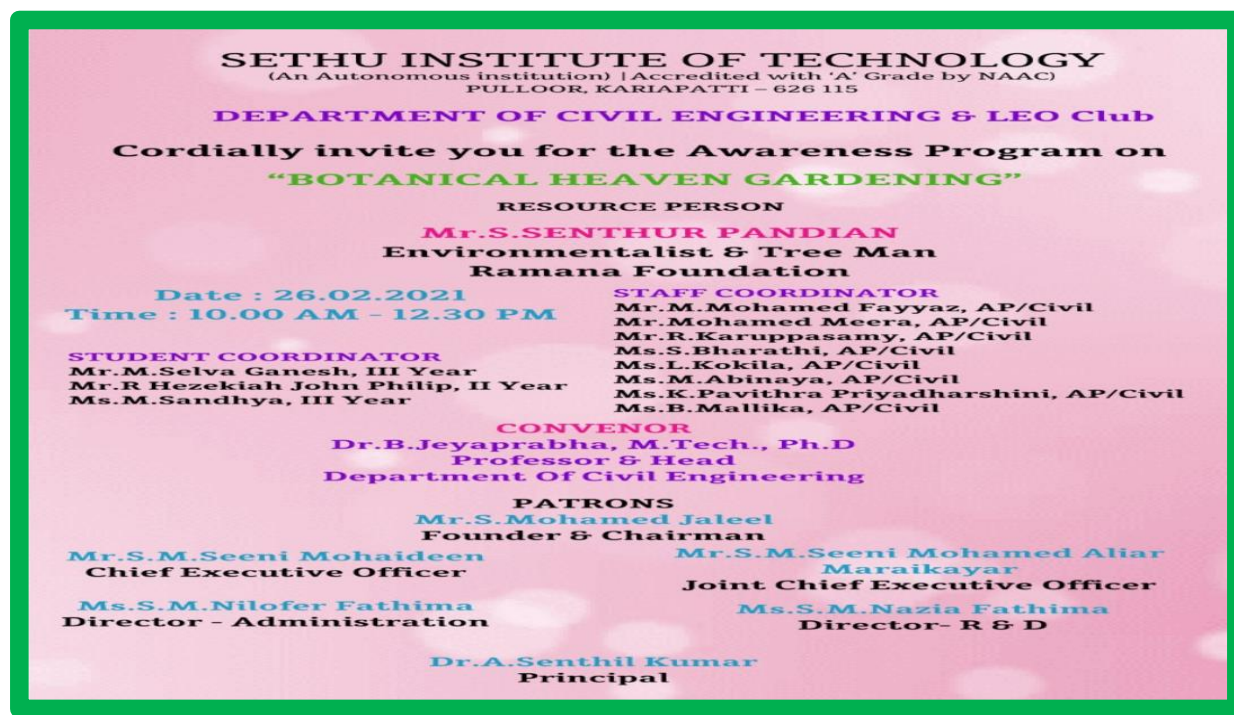 SETHU INSTITUTE OF TECHNOLOGY
(An Autonomous institution) | Accredited with ‘A’ Grade by NAAC)
PULLOOR, KARIAPATTI – 626 115
DEPARTMENT OF CIVIL ENGINEERING & LEO Club
Cordially invite you for the Awareness Program on
“BOTANICAL HEAVEN GARDENING”
RESOURCE PERSON
Mr.S.SENTHUR PANDIAN
Environmentalist & Tree Man
Ramana Foundation
Date : 26.02.2021
Time : 10.00 AM - 12.30 PM
STUDENT COORDINATOR
Mr.M.Selva Ganesh, III Year
Mr.R Hezekiah John Philip, II Year
Ms.M.Sandhya, III Year
STAFF COORDINATOR
Mr.M.Mohamed Fayyaz, AP/Civil
Mr.Mohamed Meera, AP/Civil
Mr.R.Karuppasamy, AP/Civil
Ms.S.Bharathi, AP/Civil
Ms.L.Kokila, AP/Civil
Ms.M.Abinaya, AP/Civil
Ms.K.Pavithra Priyadharshini, AP/Civil
Ms.B.Mallika, AP/Civil
CONVENOR
Dr.B.Jeyaprabha, M.Tech., Ph.D
Professor & Head
Department Of Civil Engineering
PATRONS
Mr.S.Mohamed Jaleel
Founder & Chairman
Mr.S.M.Seeni Mohaideen
Chief Executive Officer
Mr.S.M.Seeni Mohamed Aliar
Maraikayar
Joint Chief Executive Officer
Ms.S.M.Nilofer Fathima
Director - Administration
Ms.S.M.Nazia Fathima
Director- R & D
Dr.A.Senthil Kumar
Principal